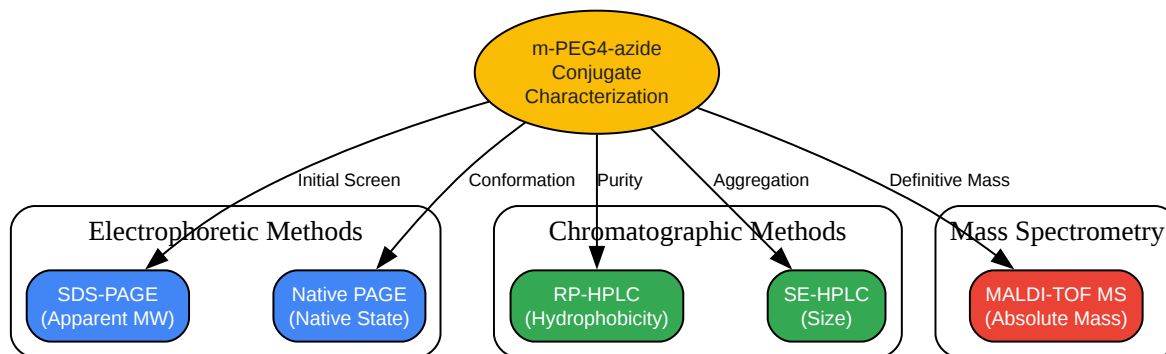 m-PEG4-azide
Conjugate
Characterization
Initial Screen
Conformation
Purity
Aggregation
Definitive Mass
Electrophoretic Methods
Chromatographic Methods
Mass Spectrometry
SDS-PAGE
(Apparent MW)
Native PAGE
(Native State)
RP-HPLC
(Hydrophobicity)
SE-HPLC
(Size)
MALDI-TOF MS
(Absolute Mass)